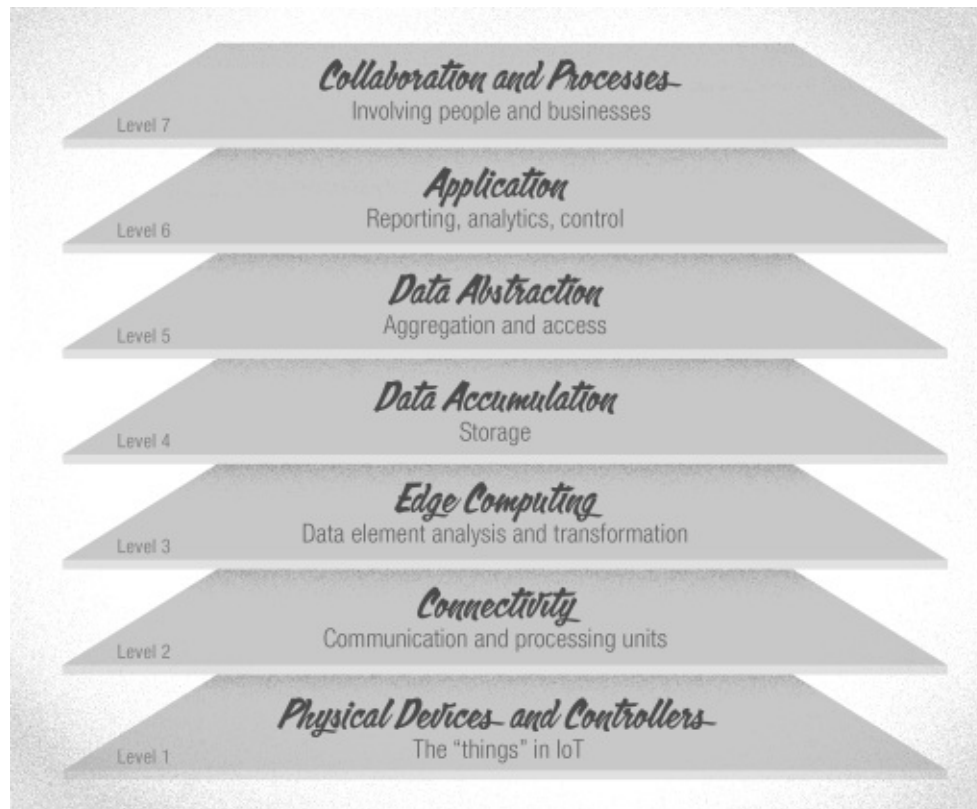 Collaboration and Processes
Involving people and businesses
Level 7
Application
Reporting, analytics, control
Level 6
Data Abstraction
Aggregation and access
Level 5
Data Accumulation
Storage
Level 4
Edge Computing
Data element analysis and transformation
Level 3
Connectivity
Communication and processing units
Level 2
Physical Devices and Controllers
The “things” in IoT
Level 1